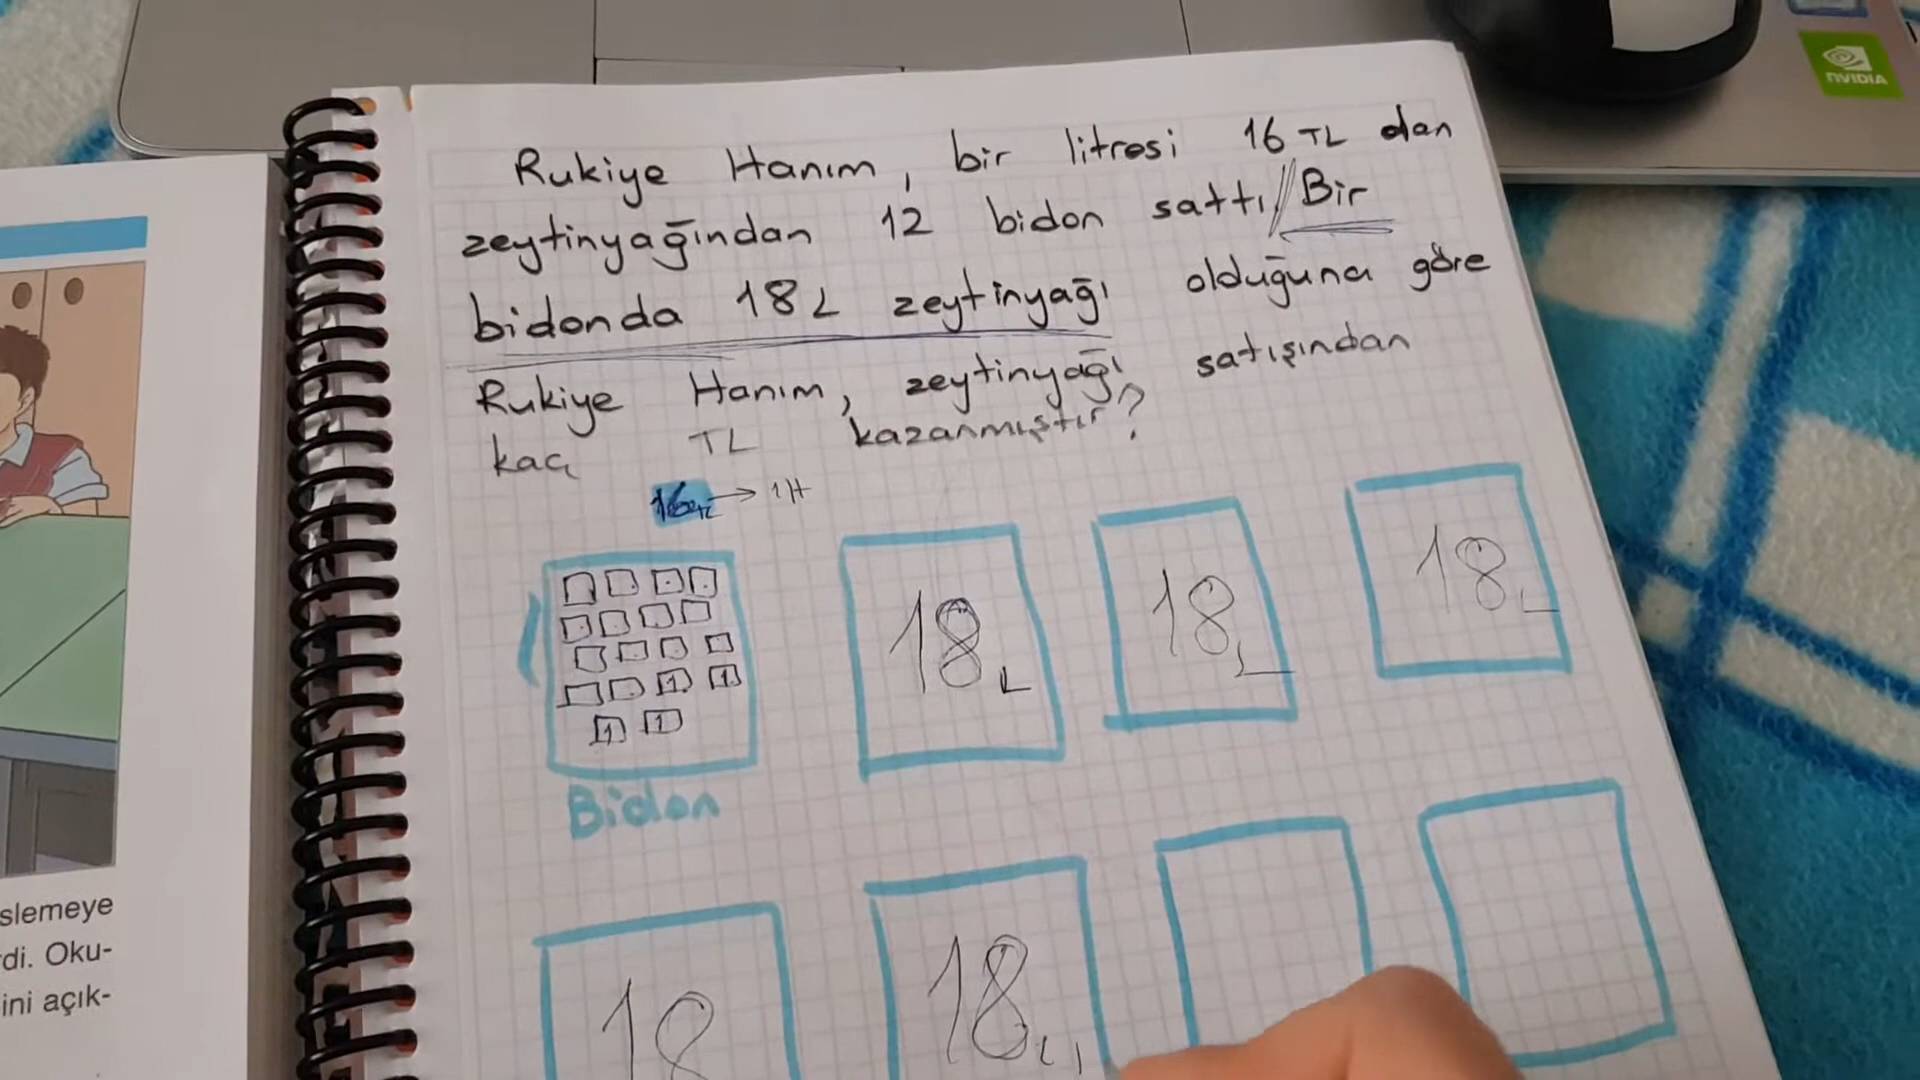 Rukiye Hanım, bir litresi 16 TL dan
zeytinyağından 12 bidon sattı. Bir
bidonda 18 L zeytinyağı olduğuna göre
Rukiye Hanım, zeytinyağı satışından
kaç TL kazanmıştır?
16 TL → 1 lt
1 1
1 1
18 L
18 L
18 L
Bidon
18
18 L
slemeye
di. Oku-
ini açık-
NVIDIA